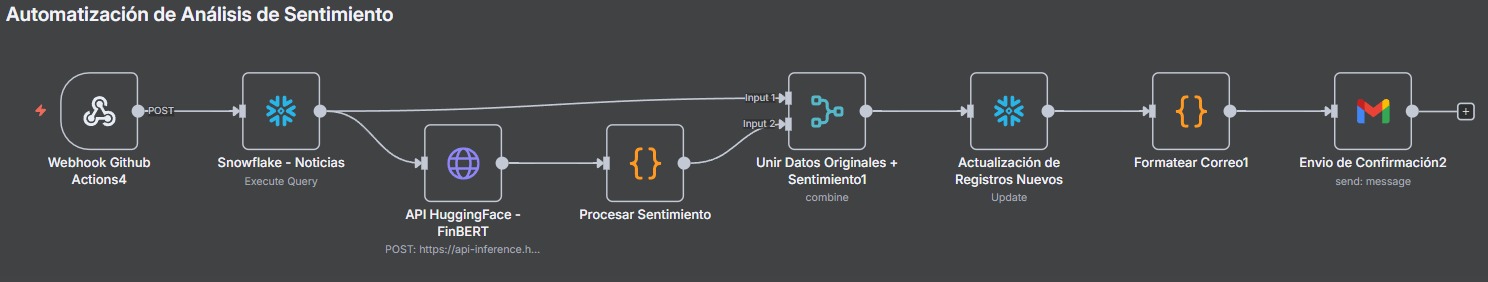 Automatización de Análisis de Sentimiento
POST
Input 1
Input 2
Webhook Github
Actions4
Snowflake - Noticias
Execute Query
API HuggingFace -
FinBERT
POST: https://api-inference.h...
Procesar Sentimiento
Unir Datos Originales +
Sentimiento1
combine
Actualización de
Registros Nuevos
Update
Formatear Correo1
Envio de Confirmación2
send: message